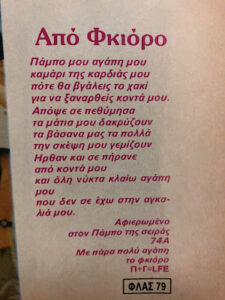 Από Φκιόρο
Πάμπο μου αγάπη μου
καμάρι της καρδιάς μου
πότε θα βγάλεις το χακί
για να ξαναρθείς κοντά μου.
Απόψε σε πεθύμησα
τα μάτια μου δακρύζουν
τα βάσανα μας τα πολλά
την σκέψη μου γεμίζουν
Ηρθαν και σε πήρανε
από κοντά μου
και όλη νύκτα κλαίω αγάπη
μου
που δεν σε έχω στην αγκα-
λιά μου.
Αφιερωμένο
στον Πάμπο της σειράς
74Α
Με πάρα πολύ αγάπη
το φκιόρο
Π+Γ=LFE
ΦΛΑΣ 79